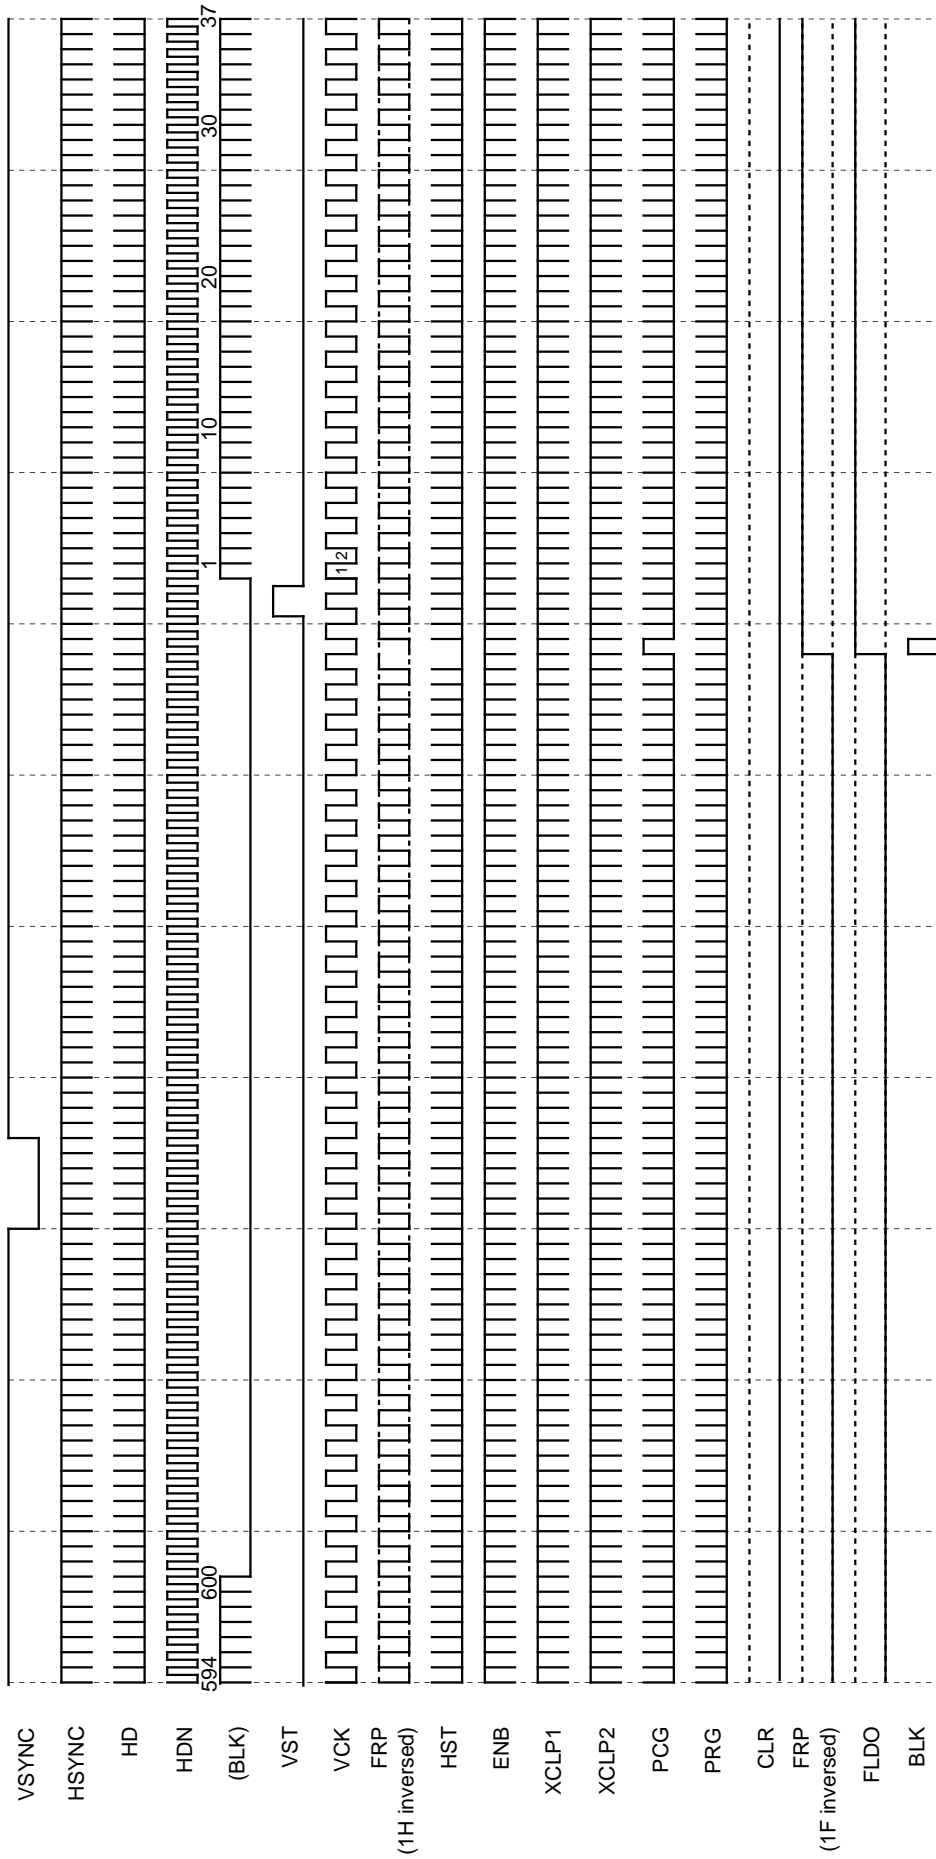 VSYNC
HSYNC
HD
HDN
594 600 1 10 20 30 37
(BLK)
VST
VCK
1 2
FRP
(1H inversed)
HST
ENB
XCLP1
XCLP2
PCG
PRG
CLR
FRP
(1F inversed)
FLDO
BLK